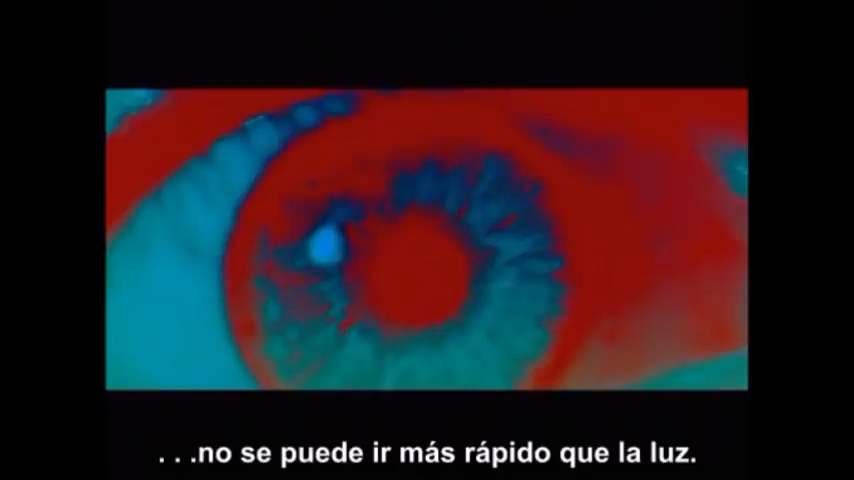 . . .no se puede ir más rápido que la luz.